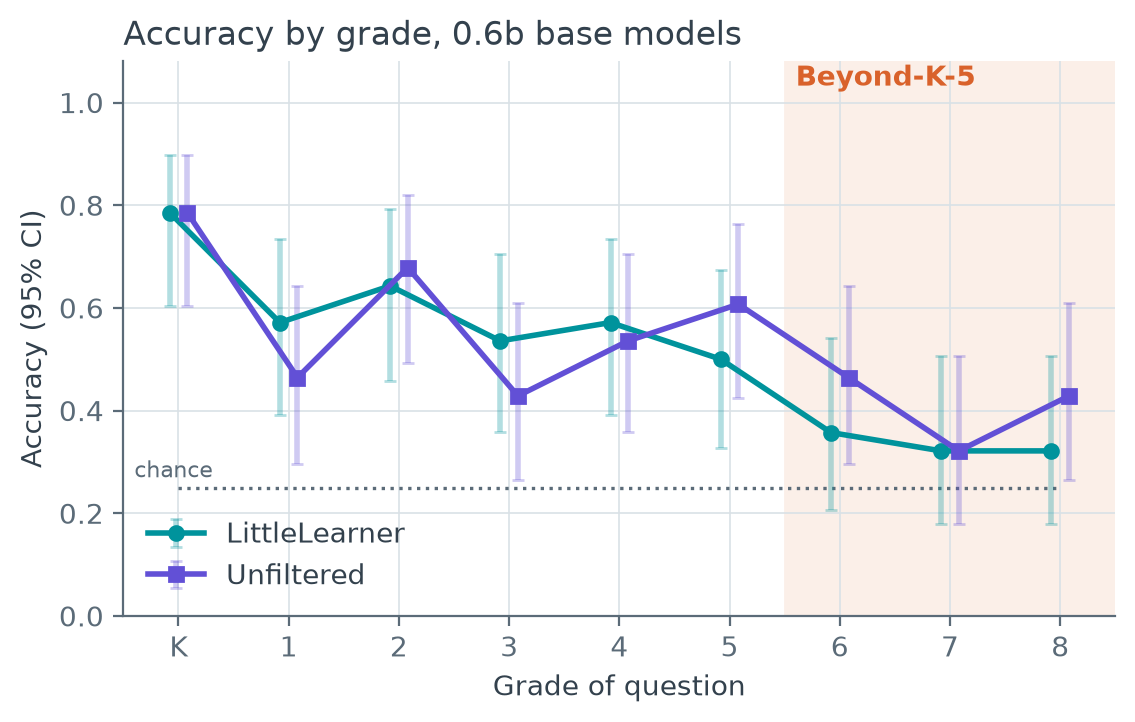 Accuracy by grade, 0.6b base models
Beyond-K-5
Accuracy (95% CI)
1.0
0.8
0.6
0.4
0.2
0.0
chance
LittleLearner
Unfiltered
K 1 2 3 4 5 6 7 8
Grade of question